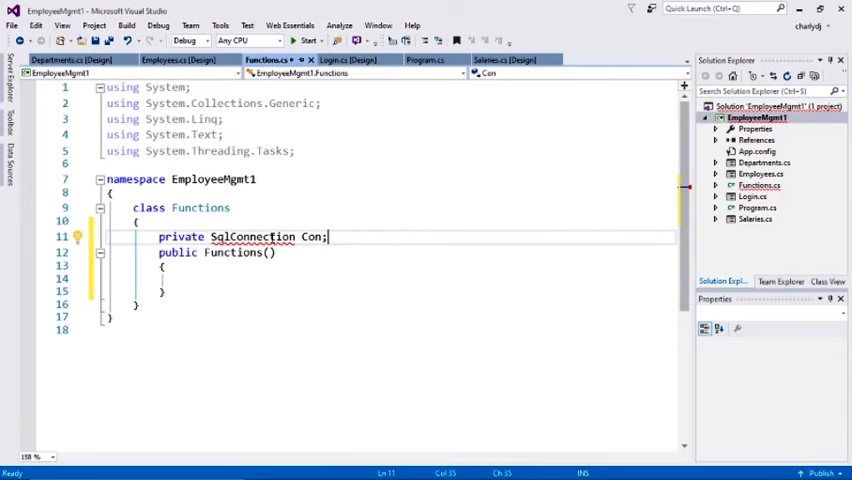 EmployeeMgmt1 - Microsoft Visual Studio
Quick Launch (Ctrl+Q)
File Edit View Project Build Debug Team Tools Test Web Essentials Analyze Window Help
charlydj
Debug Any CPU Start
Departments.cs [Design] Employees.cs [Design] Functions.cs Login.cs [Design] Program.cs Salaries.cs [Design]
EmployeeMgmt1 EmployeeMgmt1.Functions Con
1 using System;
2 using System.Collections.Generic;
3 using System.Linq;
4 using System.Text;
5 using System.Threading.Tasks;
6
7 namespace EmployeeMgmt1
8 {
9 class Functions
10 {
11 private SqlConnection Con;
12 public Functions()
13 {
14
15 }
16 }
17 }
18
Server Explorer
Toolbox
Data Sources
Solution Explorer
Search Solution Explorer (Ctrl+S)
Solution 'EmployeeMgmt1' (1 project)
EmployeeMgmt1
Properties
References
App.config
Departments.cs
Employees.cs
Functions.cs
Login.cs
Program.cs
Salaries.cs
Solution Expl... Team Explorer Class View
Properties
Ready Ln 11 Col 35 Ch 35 INS Publish